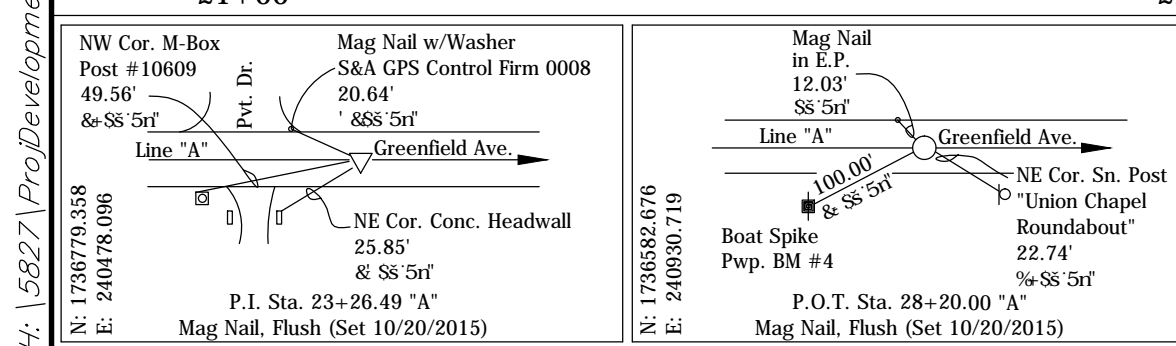 H: \5827\ProjDevelopme
NW Cor. M-Box
Post #10609
49.56'
Pvt. Dr.
Mag Nail w/Washer
S&A GPS Control Firm 0008
20.64'
Line "A"
Greenfield Ave.
NE Cor. Conc. Headwall
25.85'
N: 1736779.358
E: 240478.096
P.I. Sta. 23+26.49 "A"
Mag Nail, Flush (Set 10/20/2015)
Mag Nail
in E.P.
12.03'
Line "A"
Greenfield Ave.
100.00'
NE Cor. Sn. Post
"Union Chapel
Roundabout"
22.74'
Boat Spike
Pwp. BM #4
N: 1736582.676
E: 240930.719
P.O.T. Sta. 28+20.00 "A"
Mag Nail, Flush (Set 10/20/2015)